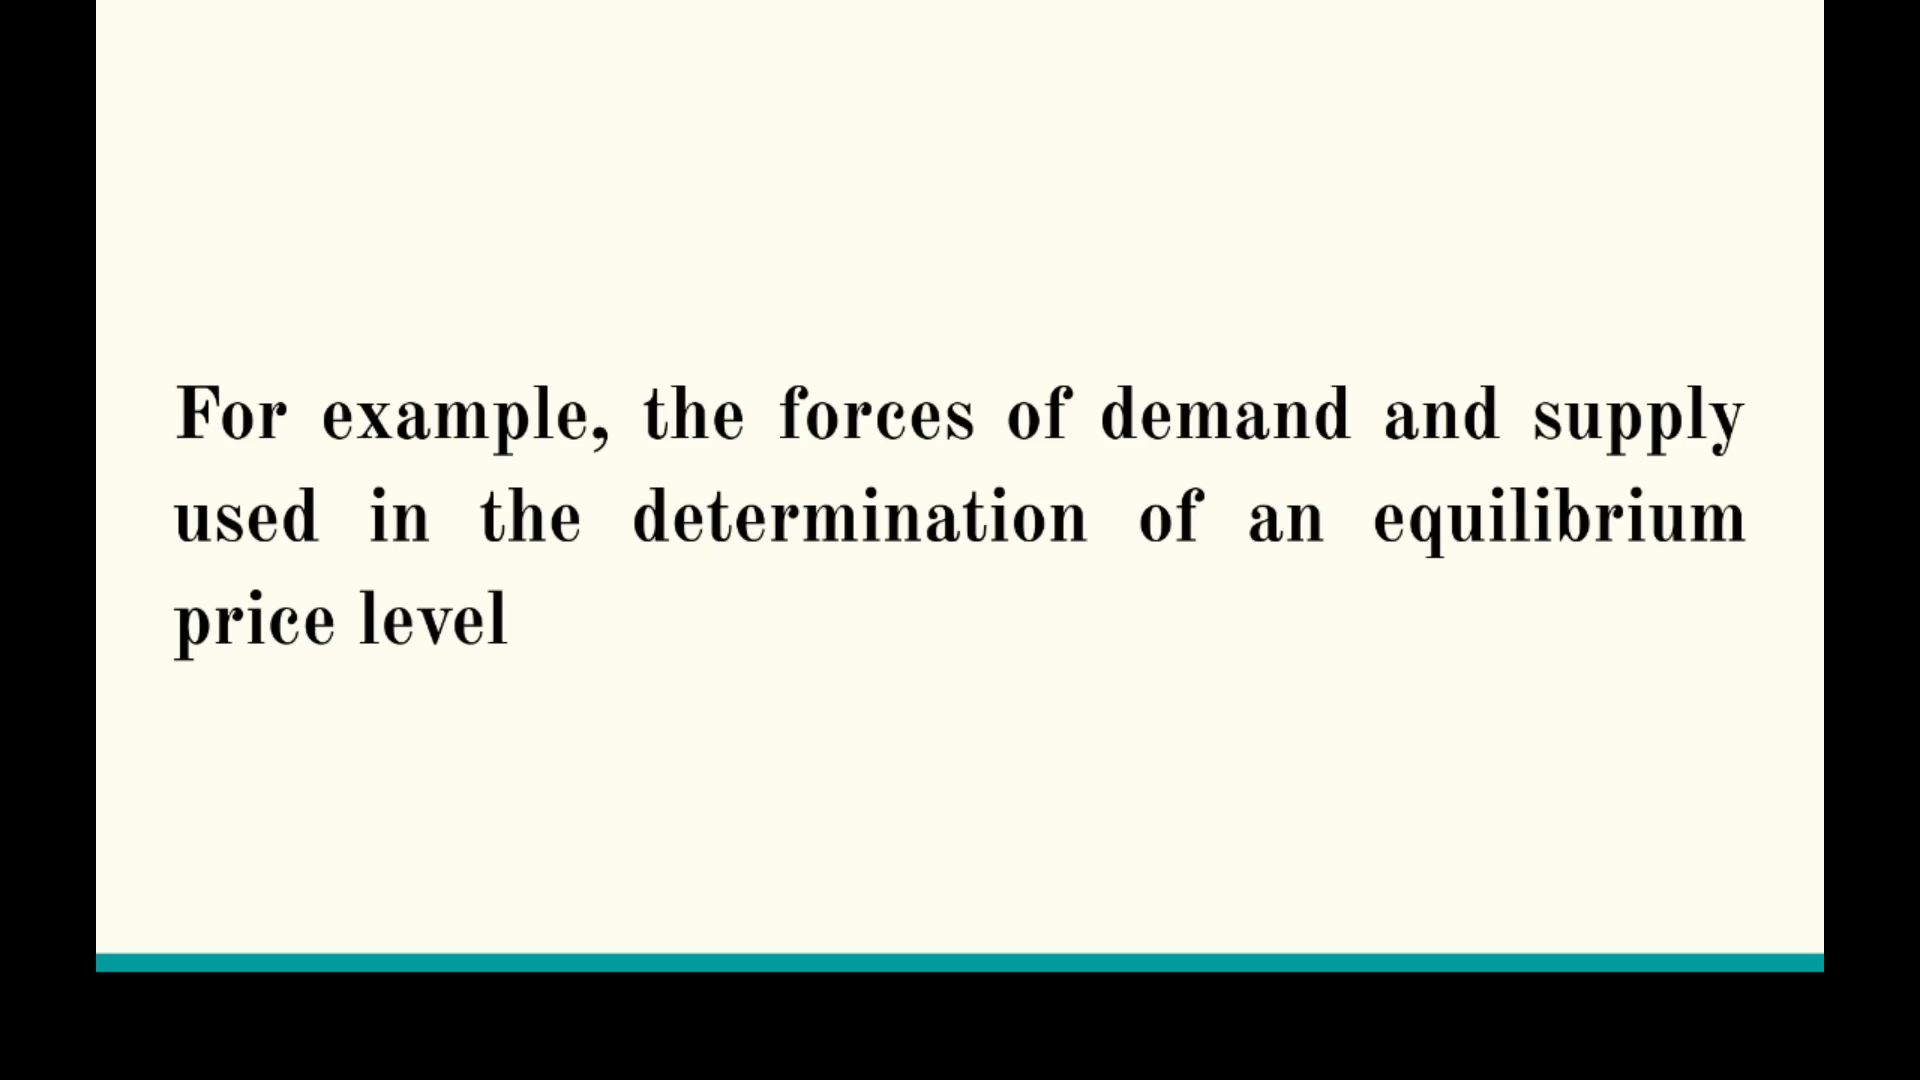 For example, the forces of demand and supply
used in the determination of an equilibrium
price level